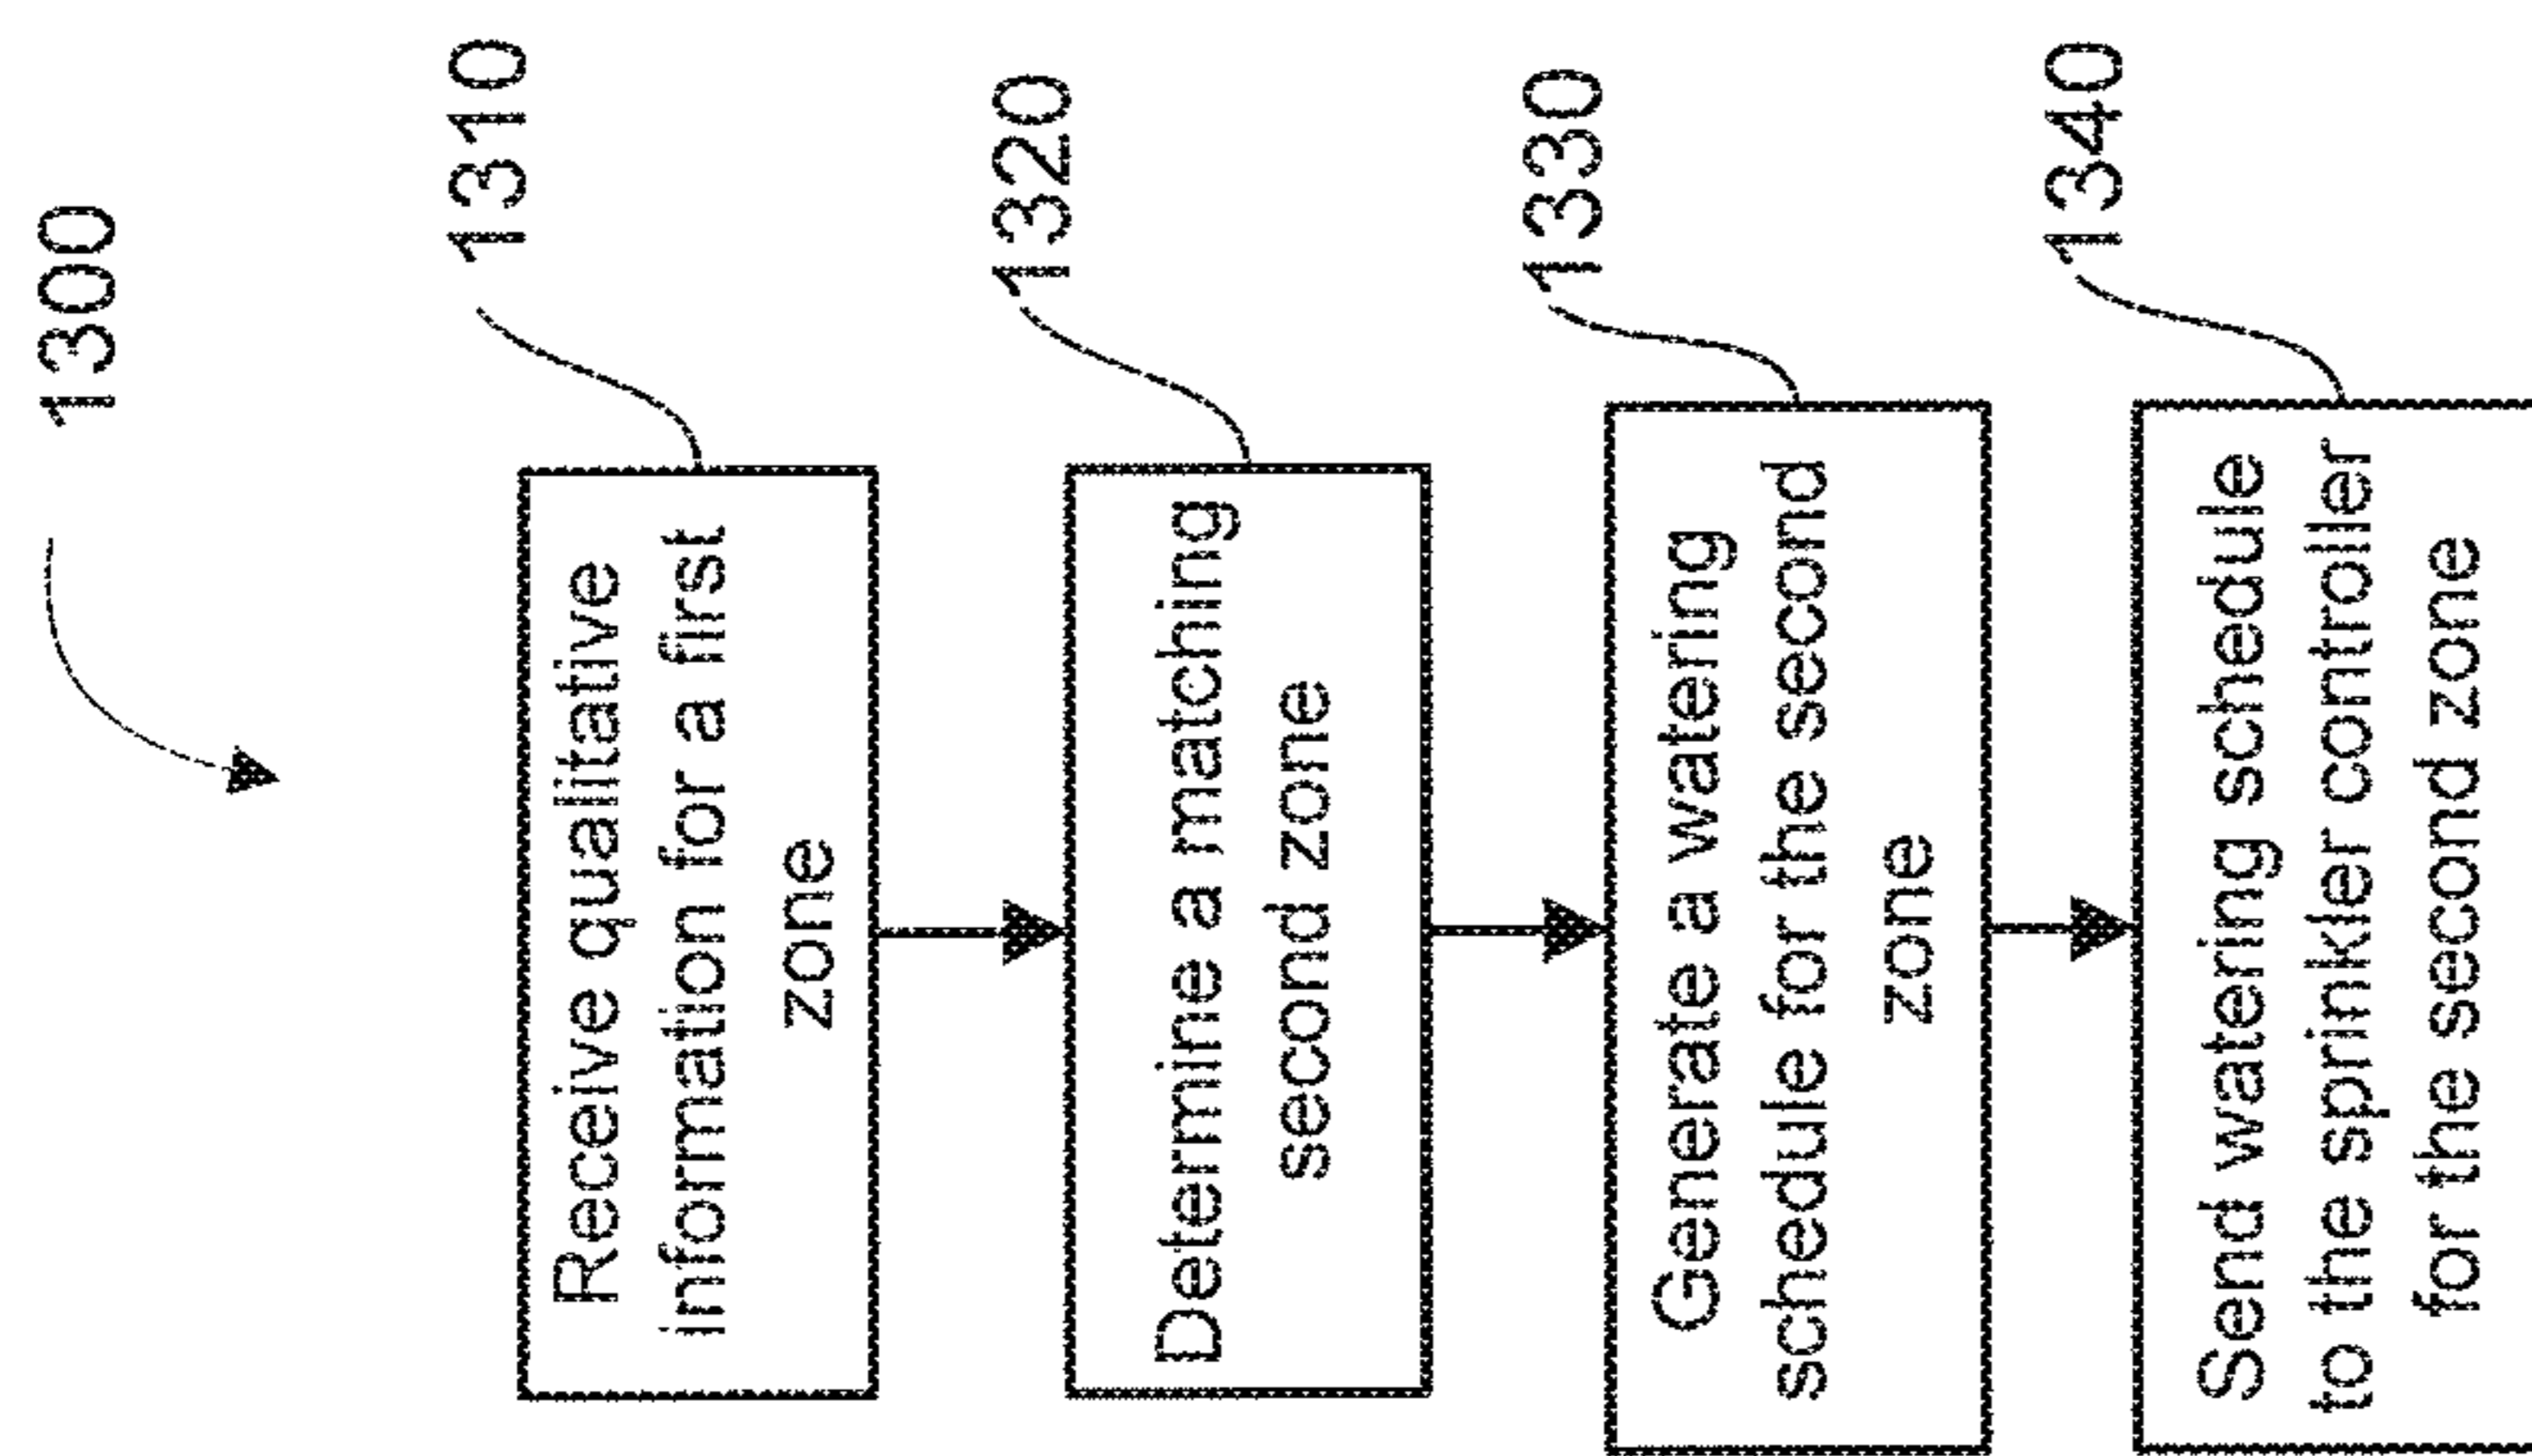 1300
1310
Receive qualitative
information for a first
zone
1320
Determine a matching
second zone
1330
Generate a watering
schedule for the second
zone
1340
Send watering schedule
to the sprinkler controller
for the second zone